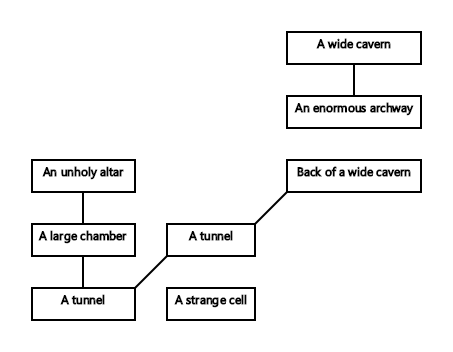 A wide cavern
An enormous archway
An unholy altar
Back of a wide cavern
A large chamber
A tunnel
A tunnel
A strange cell